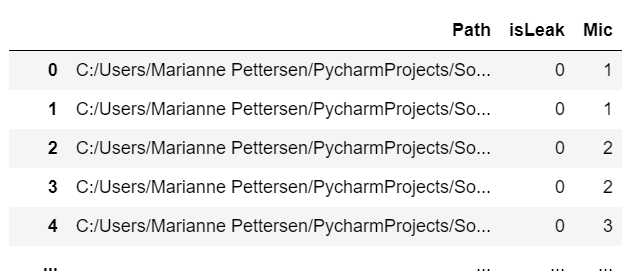 Path isLeak Mic
0 C:/Users/Marianne Pettersen/PycharmProjects/So... 0 1
1 C:/Users/Marianne Pettersen/PycharmProjects/So... 0 1
2 C:/Users/Marianne Pettersen/PycharmProjects/So... 0 2
3 C:/Users/Marianne Pettersen/PycharmProjects/So... 0 2
4 C:/Users/Marianne Pettersen/PycharmProjects/So... 0 3
... ... ... ...